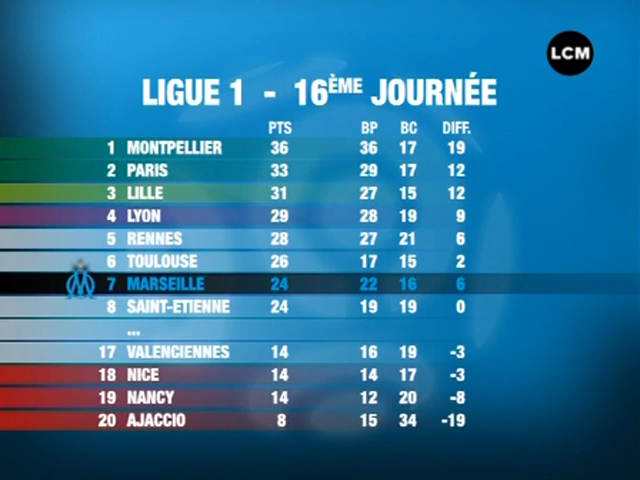 LCM
LIGUE 1 - 16ÈME JOURNÉE
PTS BP BC DIFF.
1 MONTPELLIER 36 36 17 19
2 PARIS 33 29 17 12
3 LILLE 31 27 15 12
4 LYON 29 28 19 9
5 RENNES 28 27 21 6
6 TOULOUSE 26 17 15 2
7 MARSEILLE 24 22 16 6
8 SAINT-ETIENNE 24 19 19 0
...
17 VALENCIENNES 14 16 19 -3
18 NICE 14 14 17 -3
19 NANCY 14 12 20 -8
20 AJACCIO 8 15 34 -19